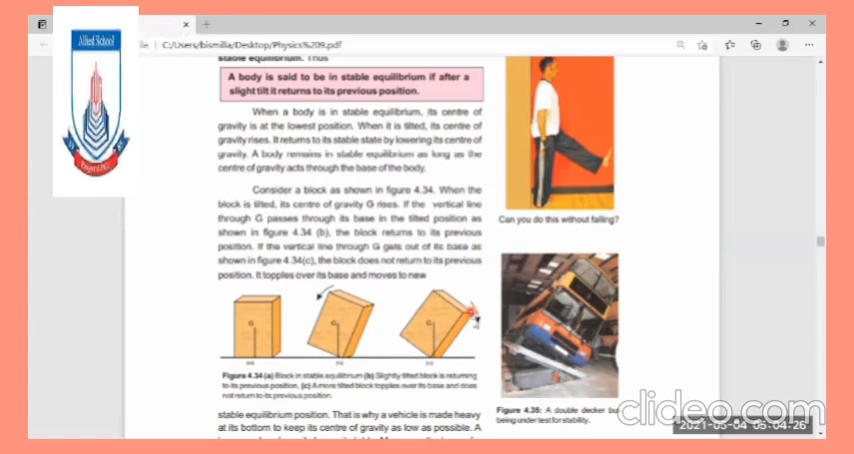 Allied School
Project PGC
ile | C:/Users/bismilla/Desktop/Physics%209.pdf
stable equilibrium. Thus
A body is said to be in stable equilibrium if after a
slight tilt it returns to its previous position.
When a body is in stable equilibrium, its centre of
gravity is at the lowest position. When it is tilted, its centre of
gravity rises. It returns to its stable state by lowering its centre of
gravity. A body remains in stable equilibrium as long as the
centre of gravity acts through the base of the body.
Consider a block as shown in figure 4.34. When the
block is tilted, its centre of gravity G rises. If the vertical line
through G passes through its base in the tilted position as
shown in figure 4.34 (b), the block returns to its previous
position. If the vertical line through G gets out of its base as
shown in figure 4.34(c), the block does not return to its previous
position. It topples over its base and moves to new
G
G
G
(a)
(b)
(c)
Figure 4.34 (a) Block in stable equilibrium (b) Slightly tilted block is returning
to its previous position, (c) A more tilted block topples over its base and does
not return to its previous position.
stable equilibrium position. That is why a vehicle is made heavy
at its bottom to keep its centre of gravity as low as possible. A
Can you do this without falling?
Figure 4.35: A double decker bu
being under test for stability.
clideo.com
2021-05-04 05:04:26